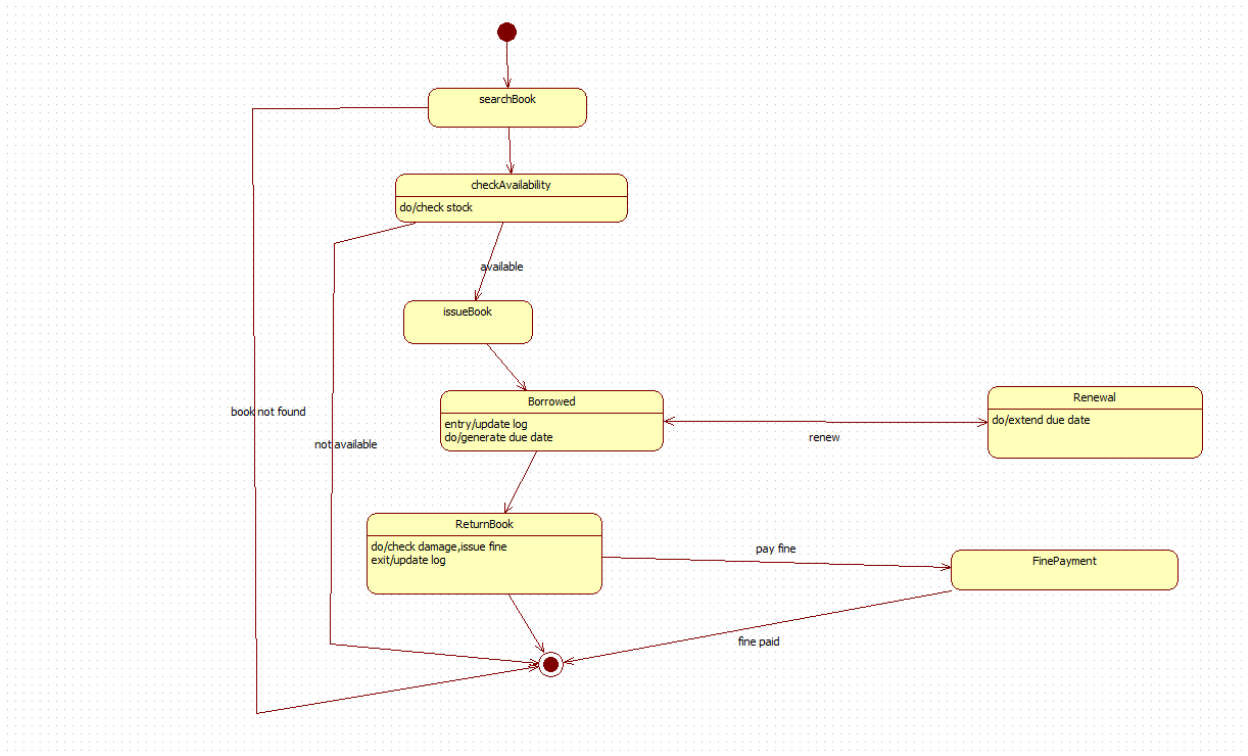 searchBook
checkAvailability
do/check stock
available
issueBook
Borrowed
entry/update log
do/generate due date
Renewal
do/extend due date
renew
book not found
not available
ReturnBook
do/check damage,issue fine
exit/update log
pay fine
FinePayment
fine paid